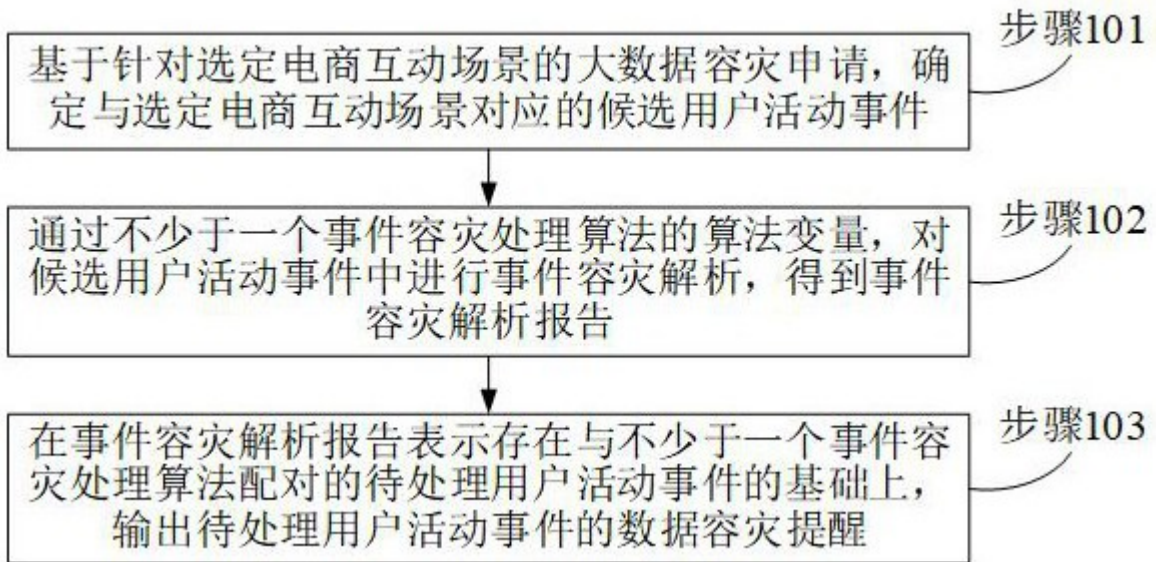 步骤101
基于针对选定电商互动场景的大数据容灾申请，确
定与选定电商互动场景对应的候选用户活动事件
步骤102
通过不少于一个事件容灾处理算法的算法变量，对
候选用户活动事件中进行事件容灾解析，得到事件
容灾解析报告
步骤103
在事件容灾解析报告表示存在与不少于一个事件容
灾处理算法配对的待处理用户活动事件的基础上，
输出待处理用户活动事件的数据容灾提醒